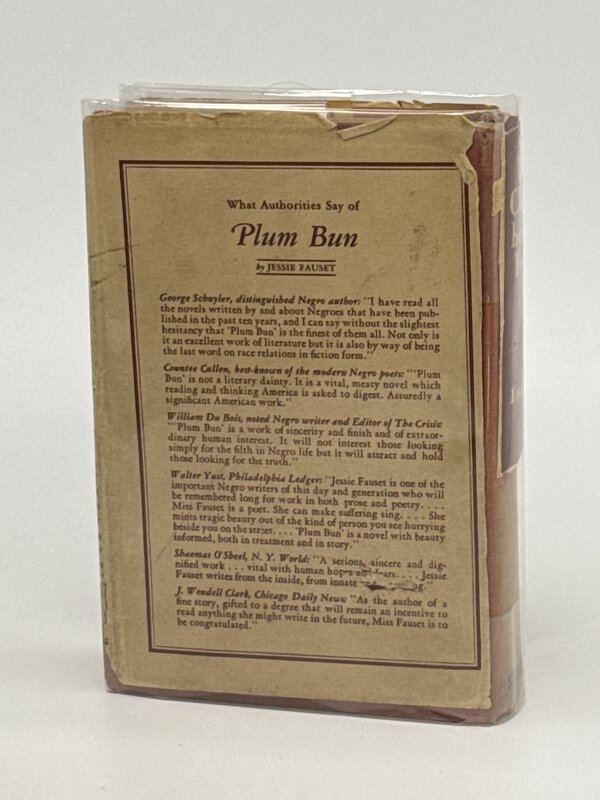 What Authorities Say of
Plum Bun
by JESSIE FAUSET
George Schuyler, distinguished Negro author: "I have read all
the novels written by and about Negroes that have been pub-
lished in the past ten years, and I can say without the slightest
hesitancy that 'Plum Bun' is the finest of them all. Not only is
it an excellent work of literature but it is also by way of being
the last word on race relations in fiction form."
Countee Cullen, best-known of the modern Negro poets: "'Plum
Bun' is not a literary dainty. It is a vital, meaty novel which
reading and thinking America is asked to digest. Assuredly a
significant American work."
William Du Bois, noted Negro writer and Editor of The Crisis:
"'Plum Bun' is a work of sincerity and finish and of extraor-
dinary human interest. It will not interest those looking
simply for the filth in Negro life but it will attract and hold
those looking for the truth."
Walter Yust, Philadelphia Ledger: "Jessie Fauset is one of the
important Negro writers of this day and generation who will
be remembered long for work in both prose and poetry. . . .
Miss Fauset is a poet. She can make suffering sing. . . . She
mints tragic beauty out of the kind of person you see hurrying
beside you on the street. . . . 'Plum Bun' is a novel with beauty
informed, both in treatment and in story."
Shaemas O'Sheel, N. Y. World: "A serious, sincere and dig-
nified work . . . vital with human hopes and fears. . . . Jessie
Fauset writes from the inside, from innate
J. Wendell Clark, Chicago Daily News: "As the author of a
fine story, gifted to a degree that will remain an incentive to
read anything she might write in the future, Miss Fauset is to
be congratulated."